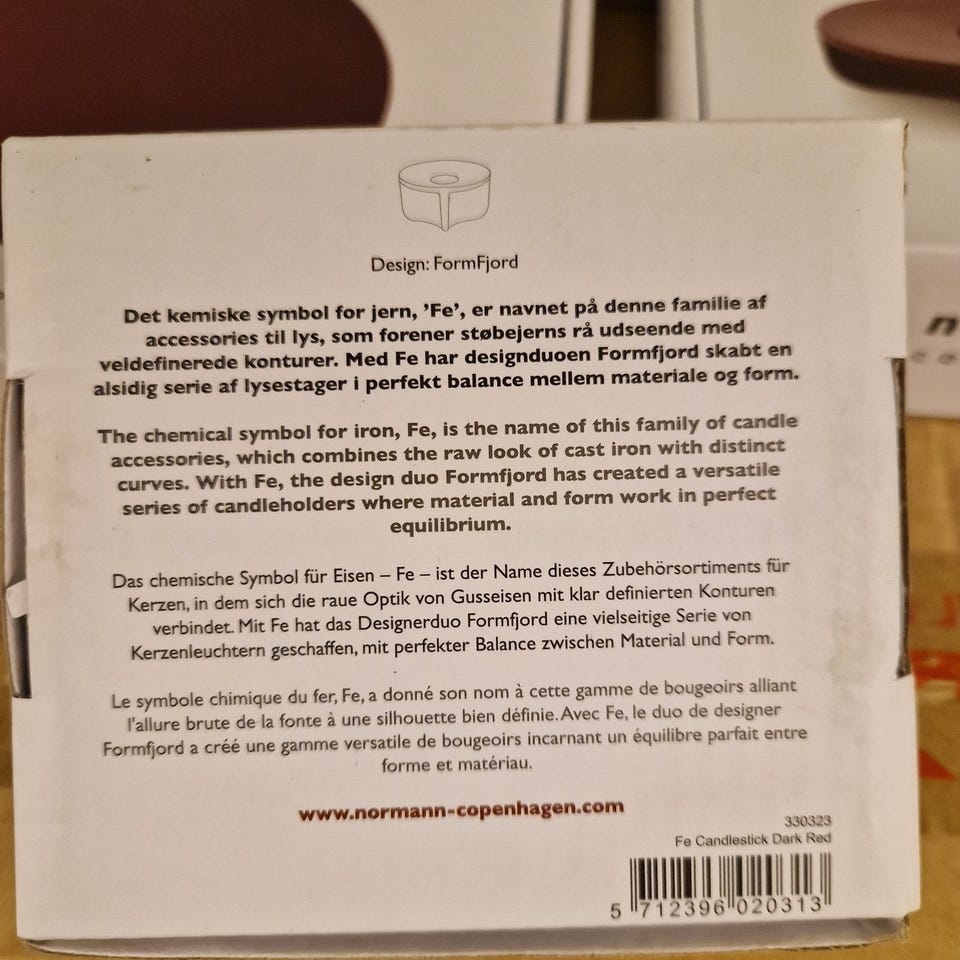 Design: FormFjord
Det kemiske symbol for jern, ’Fe’, er navnet på denne familie af
accessories til lys, som forener støbejerns rå udseende med
veldefinerede konturer. Med Fe har designduoen Formfjord skabt en
alsidig serie af lysestager i perfekt balance mellem materiale og form.
The chemical symbol for iron, Fe, is the name of this family of candle
accessories, which combines the raw look of cast iron with distinct
curves. With Fe, the design duo Formfjord has created a versatile
series of candleholders where material and form work in perfect
equilibrium.
Das chemische Symbol für Eisen – Fe – ist der Name dieses Zubehörsortiments für
Kerzen, in dem sich die raue Optik von Gusseisen mit klar definierten Konturen
verbindet. Mit Fe hat das Designerduo Formfjord eine vielseitige Serie von
Kerzenleuchtern geschaffen, mit perfekter Balance zwischen Material und Form.
Le symbole chimique du fer, Fe, a donné son nom à cette gamme de bougeoirs alliant
l'allure brute de la fonte à une silhouette bien définie. Avec Fe, le duo de designer
Formfjord a créé une gamme versatile de bougeoirs incarnant un équilibre parfait entre
forme et matériau.
www.normann-copenhagen.com
330323
Fe Candlestick Dark Red
5 712396 020313